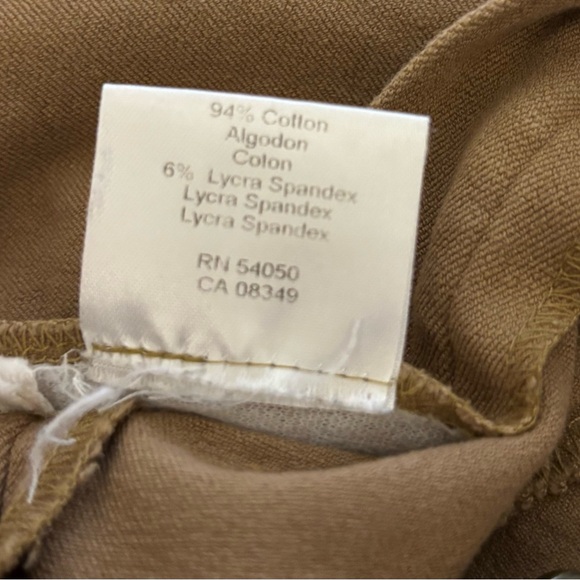 94% Cotton
Algodon
Coton
6% Lycra Spandex
Lycra Spandex
Lycra Spandex
RN 54050
CA 08349